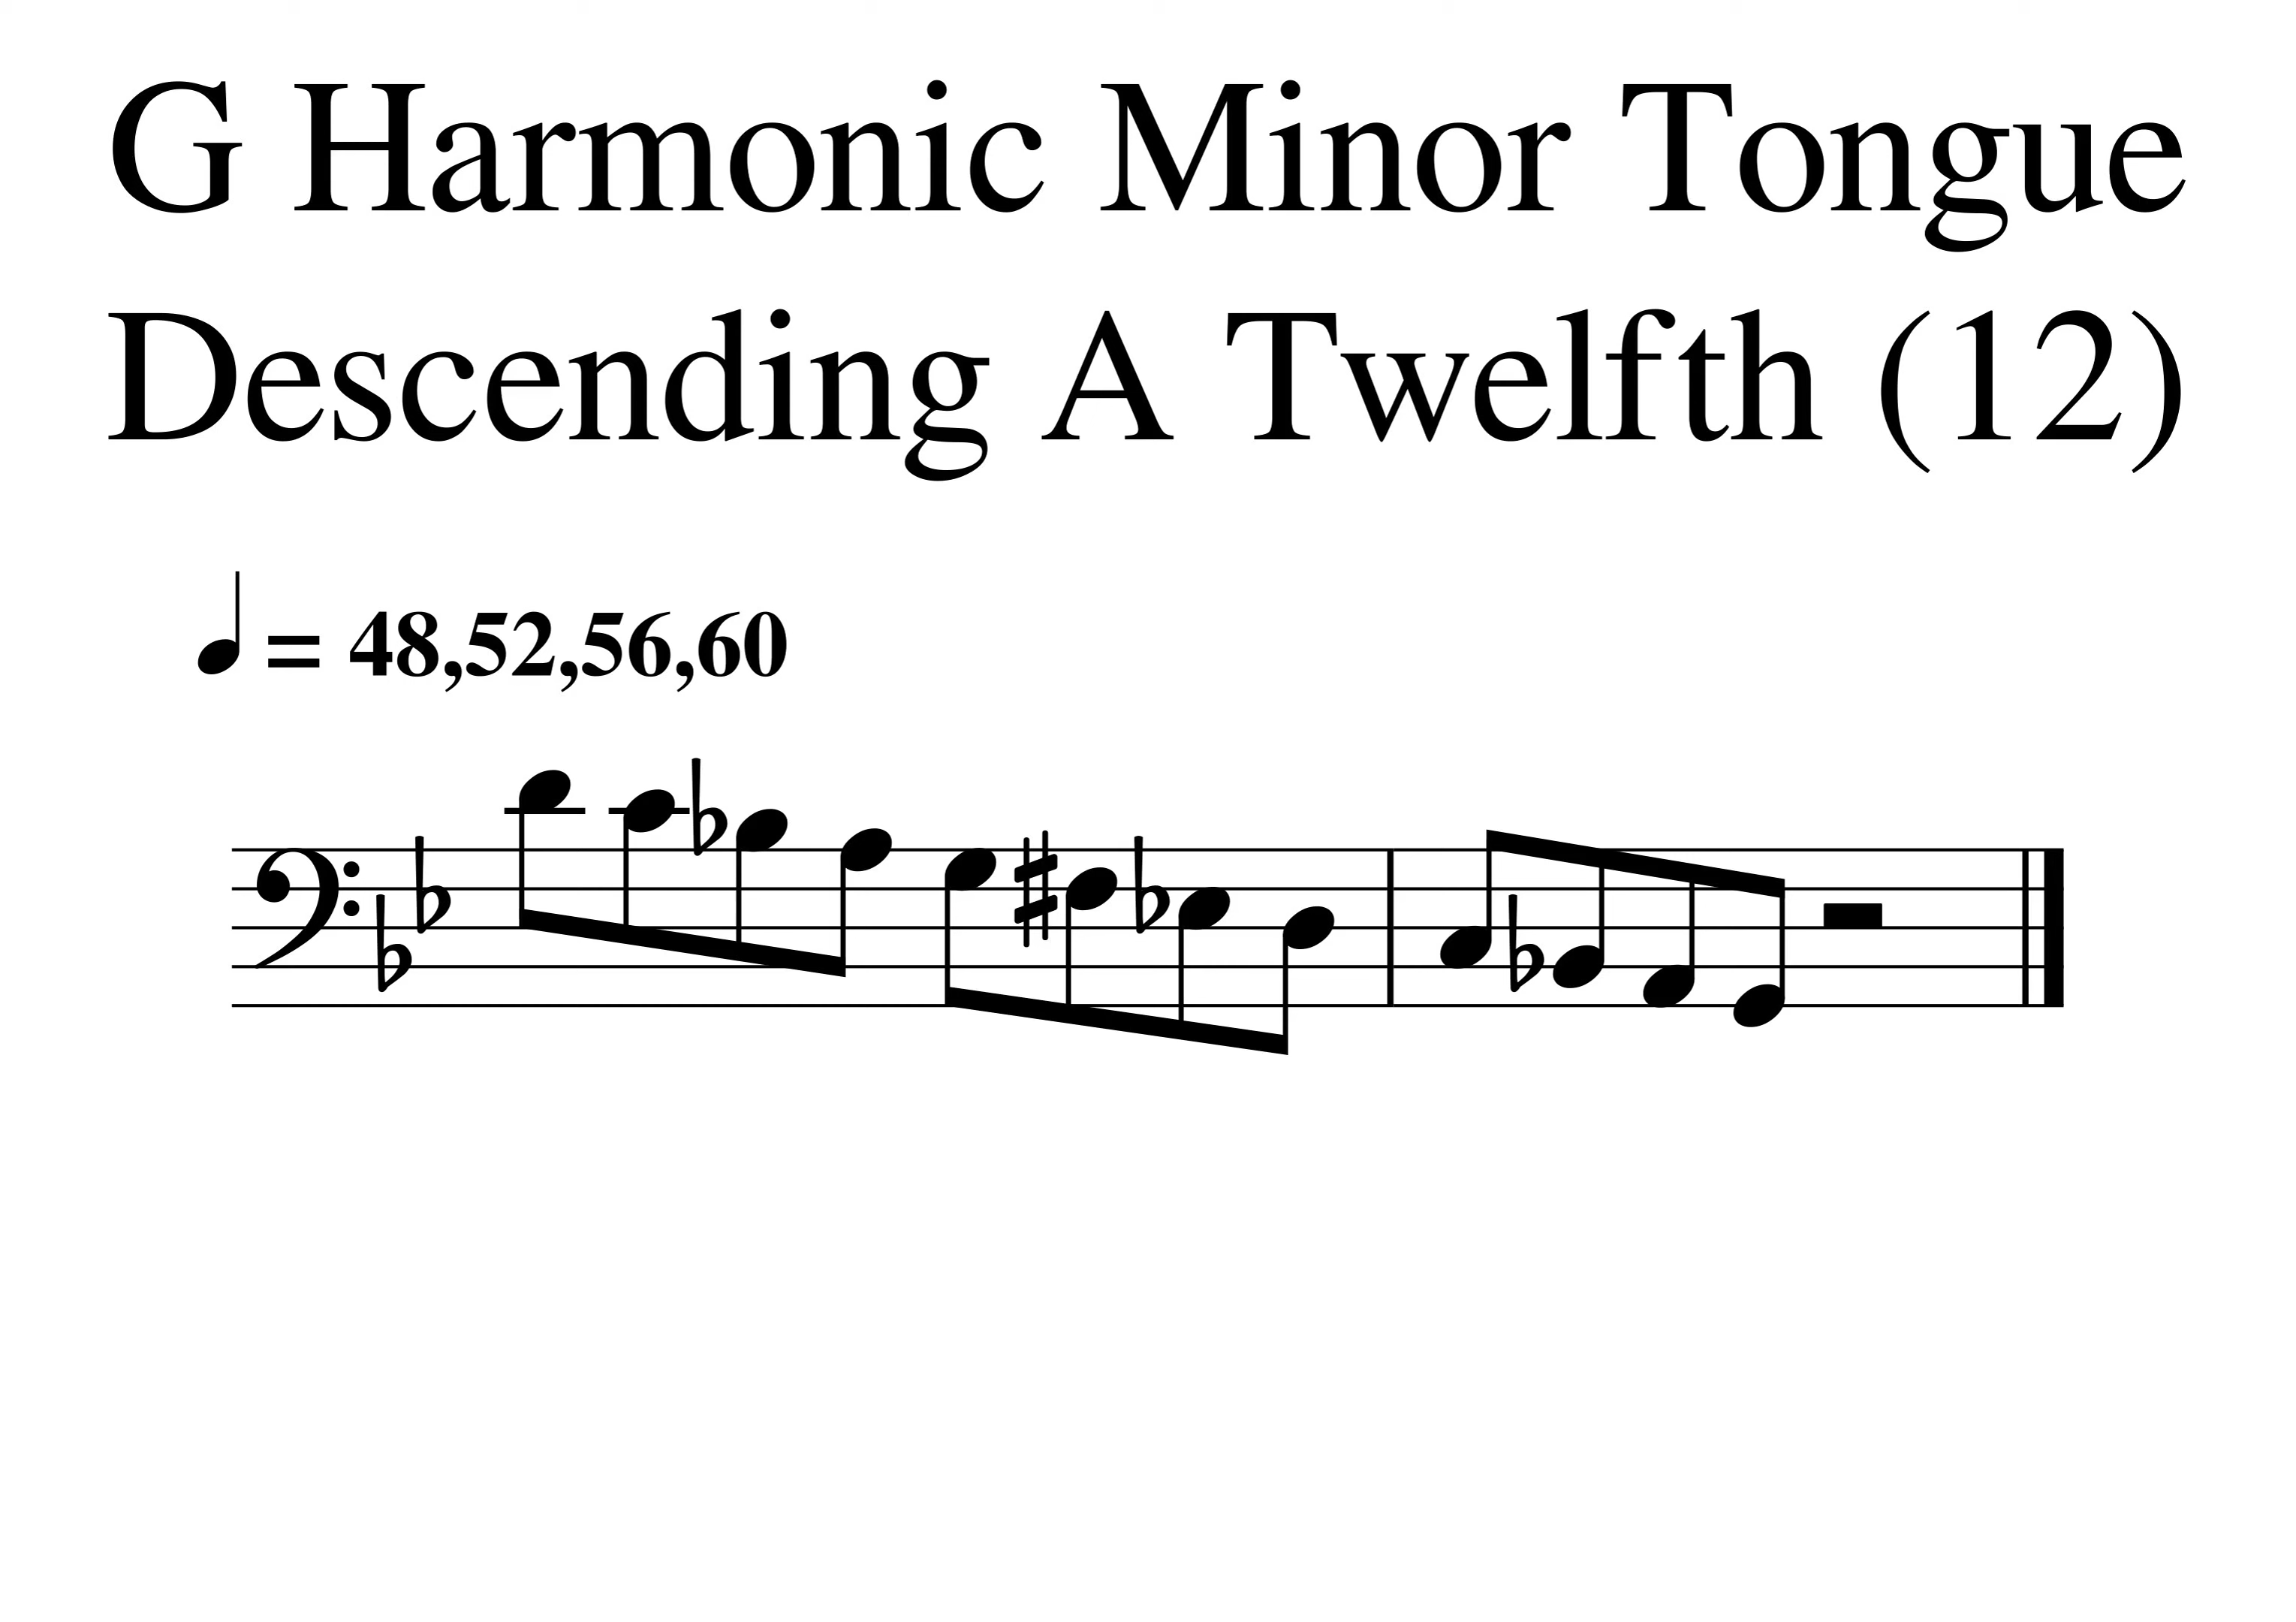 G Harmonic Minor Tongue
Descending A Twelfth (12)
= 48,52,56,60